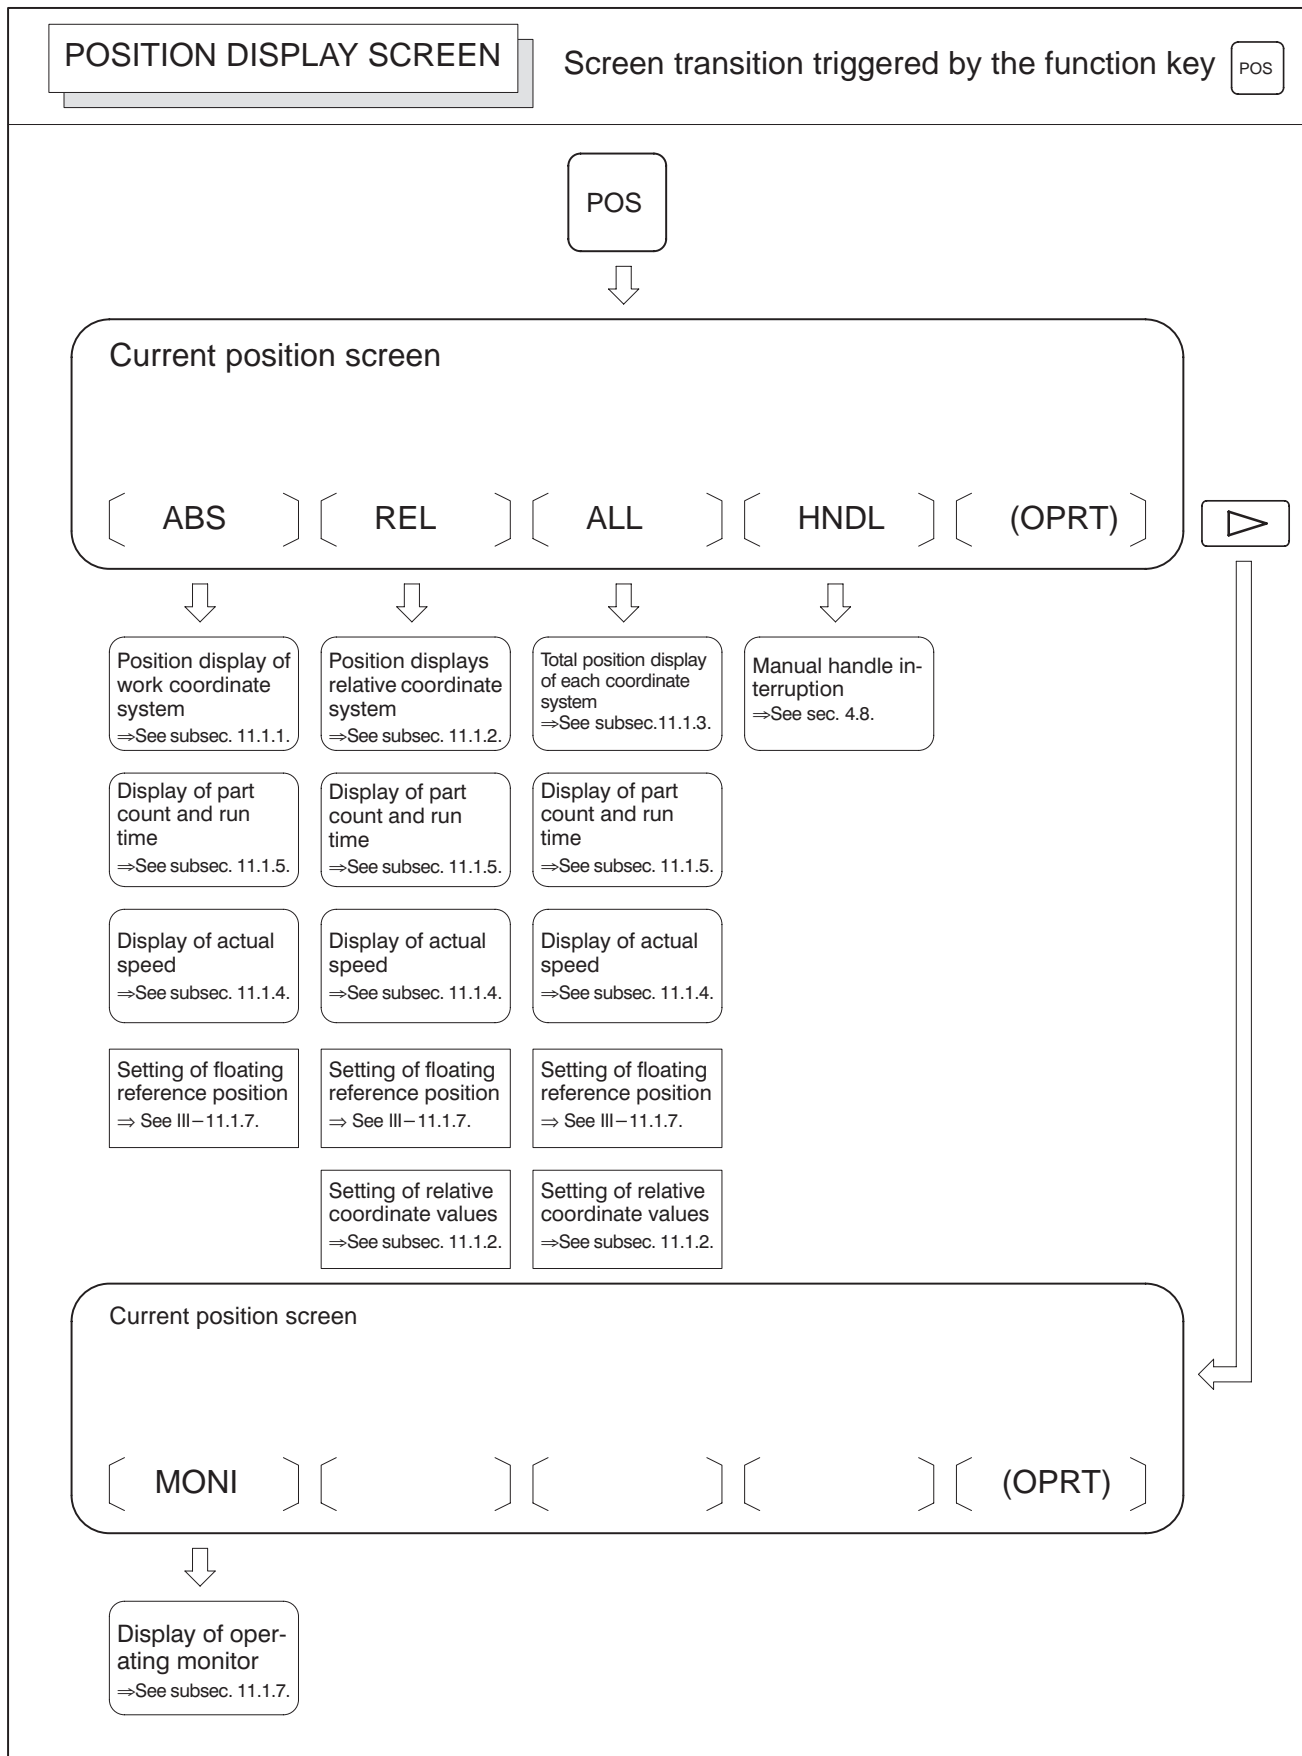 POSITION DISPLAY SCREEN
Screen transition triggered by the function key POS
POS
Current position screen
ABS
REL
ALL
HNDL
(OPRT)
Position display of
work coordinate
system
⇒See subsec. 11.1.1.
Position displays
relative coordinate
system
⇒See subsec. 11.1.2.
Total position display
of each coordinate
system
⇒See subsec.11.1.3.
Manual handle in-
terruption
⇒See sec. 4.8.
Display of part
count and run
time
⇒See subsec. 11.1.5.
Display of part
count and run
time
⇒See subsec. 11.1.5.
Display of part
count and run
time
⇒See subsec. 11.1.5.
Display of actual
speed
⇒See subsec. 11.1.4.
Display of actual
speed
⇒See subsec. 11.1.4.
Display of actual
speed
⇒See subsec. 11.1.4.
Setting of floating
reference position
⇒ See III−11.1.7.
Setting of floating
reference position
⇒ See III−11.1.7.
Setting of floating
reference position
⇒ See III−11.1.7.
Setting of relative
coordinate values
⇒See subsec. 11.1.2.
Setting of relative
coordinate values
⇒See subsec. 11.1.2.
Current position screen
MONI
(OPRT)
Display of oper-
ating monitor
⇒See subsec. 11.1.7.